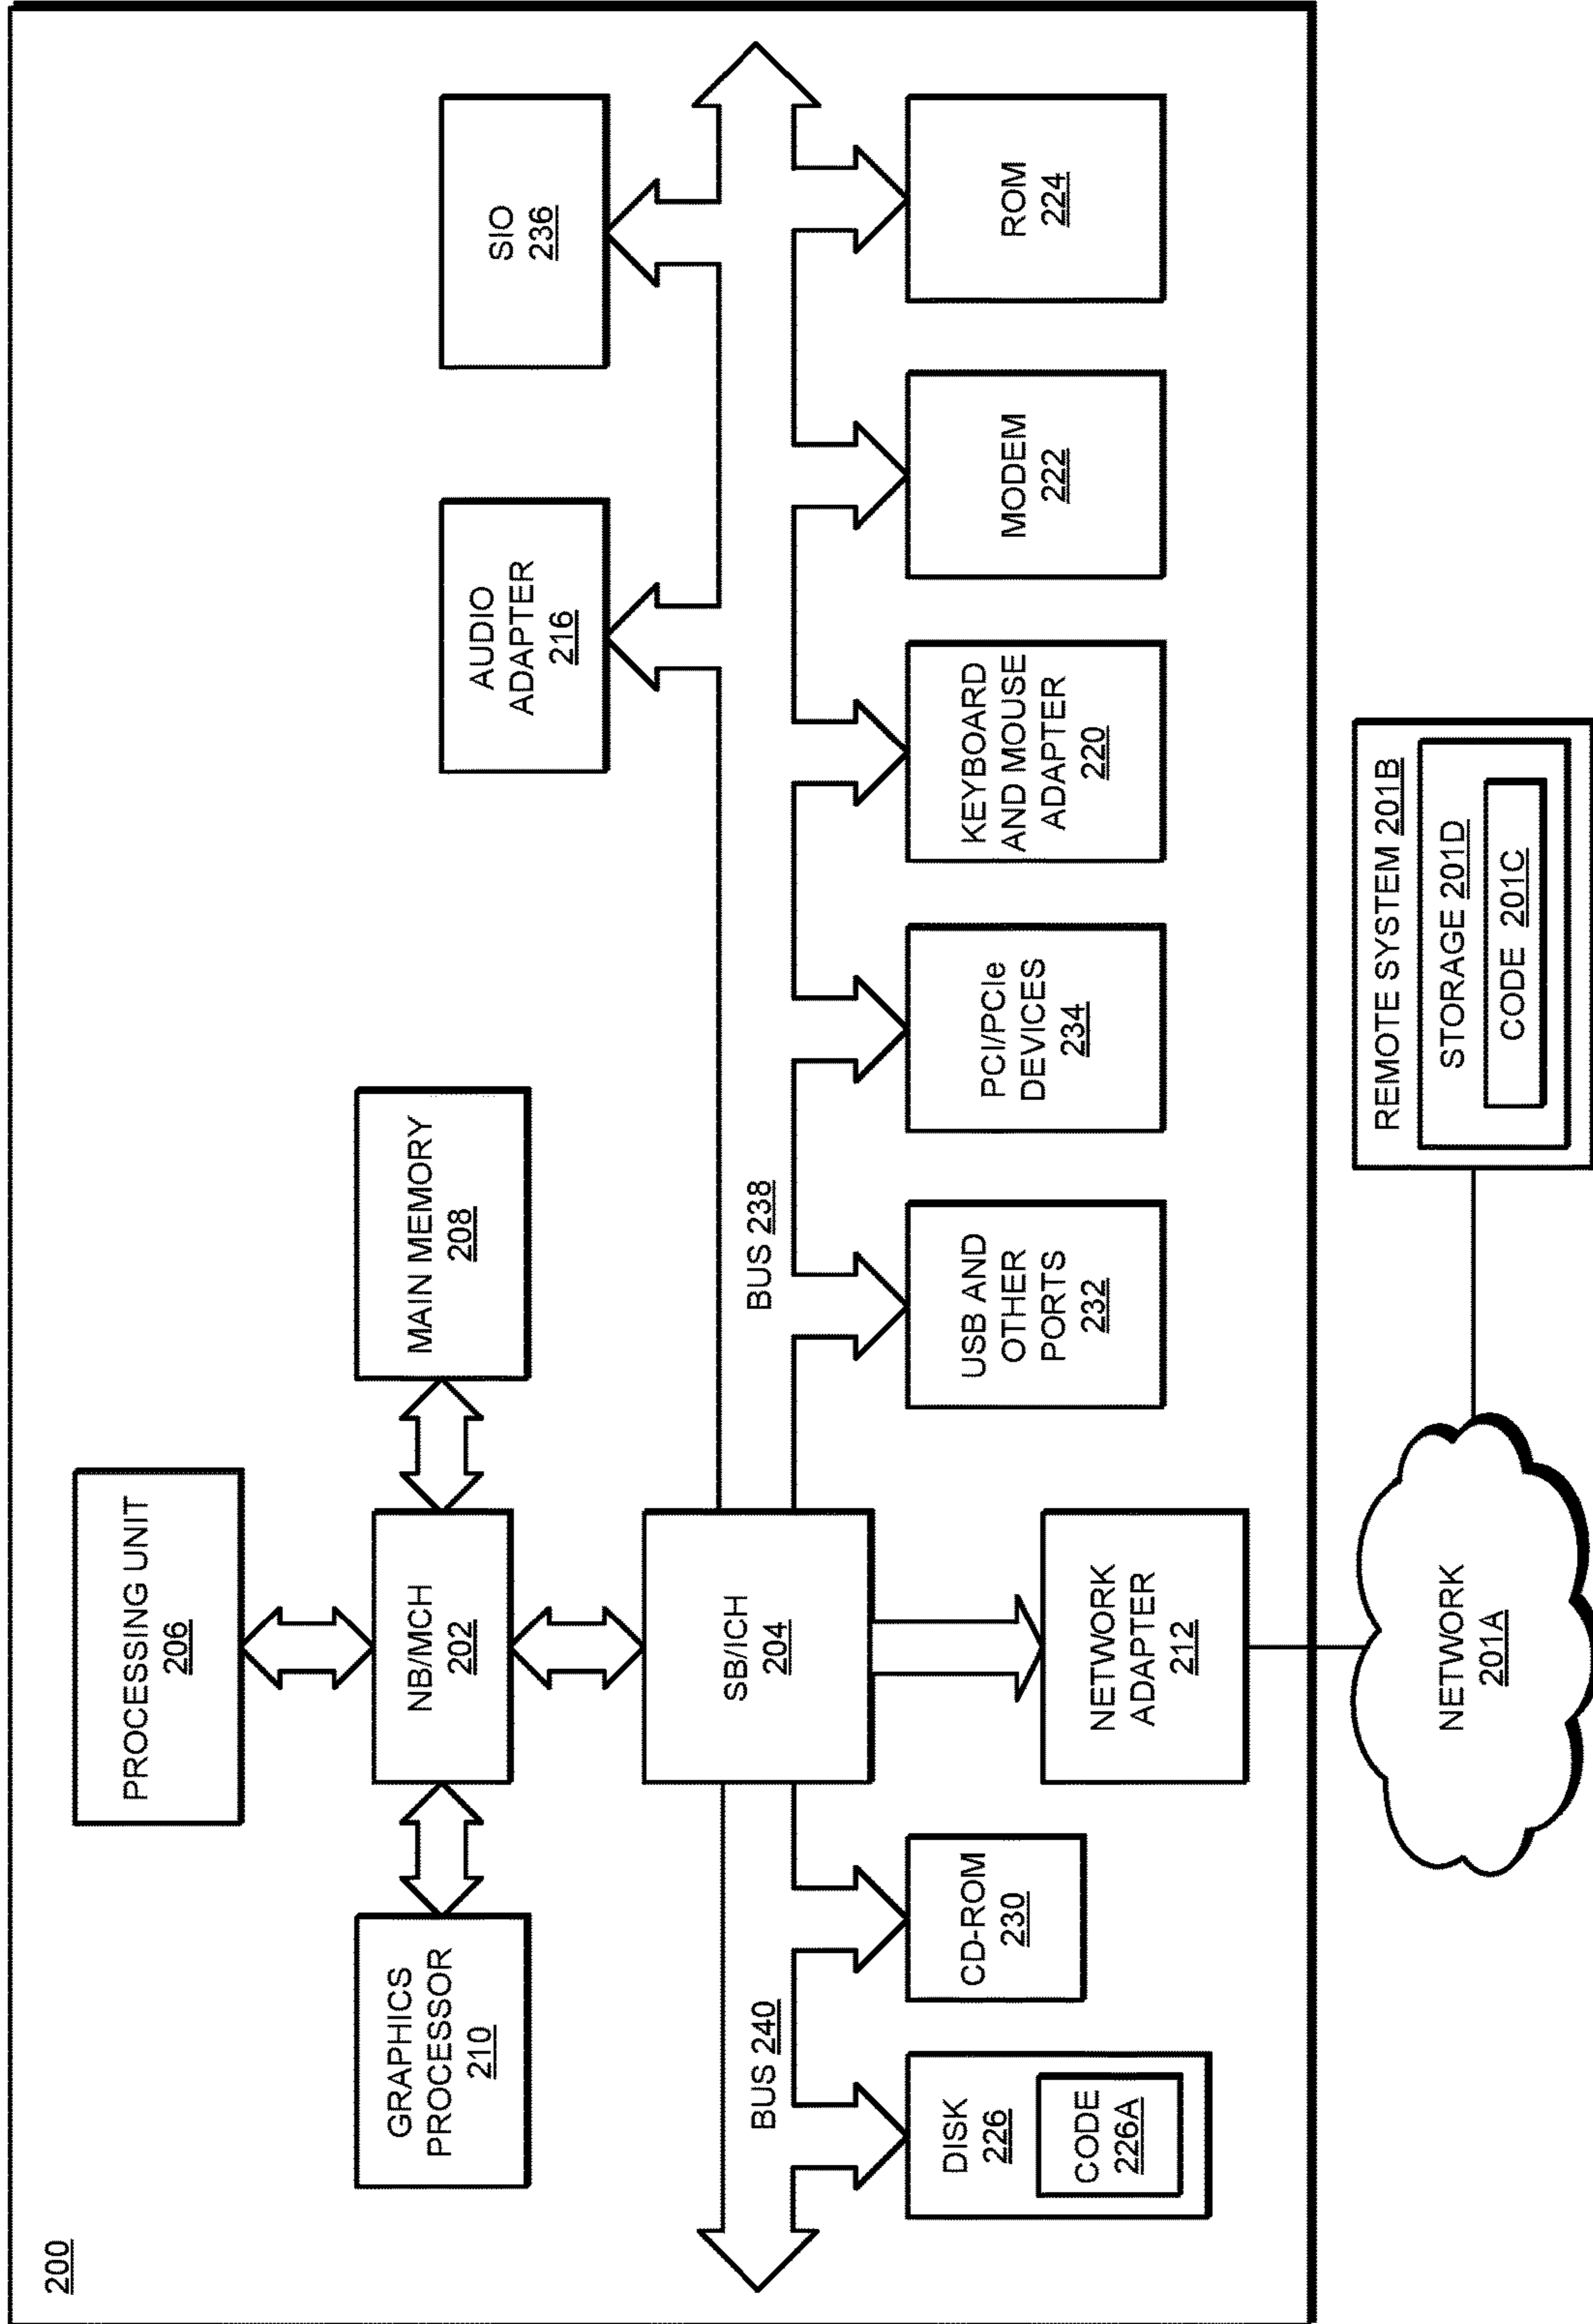 200
PROCESSING UNIT
206
GRAPHICS
PROCESSOR
210
NB/MCH
202
MAIN MEMORY
208
AUDIO
ADAPTER
216
SIO
236
SB/ICH
204
BUS 240
BUS 238
DISK
226
CODE
226A
CD-ROM
230
NETWORK
ADAPTER
212
USB AND
OTHER
PORTS
232
PCI/PCIe
DEVICES
234
KEYBOARD
AND MOUSE
ADAPTER
220
MODEM
222
ROM
224
NETWORK
201A
REMOTE SYSTEM 201B
STORAGE 201D
CODE 201C